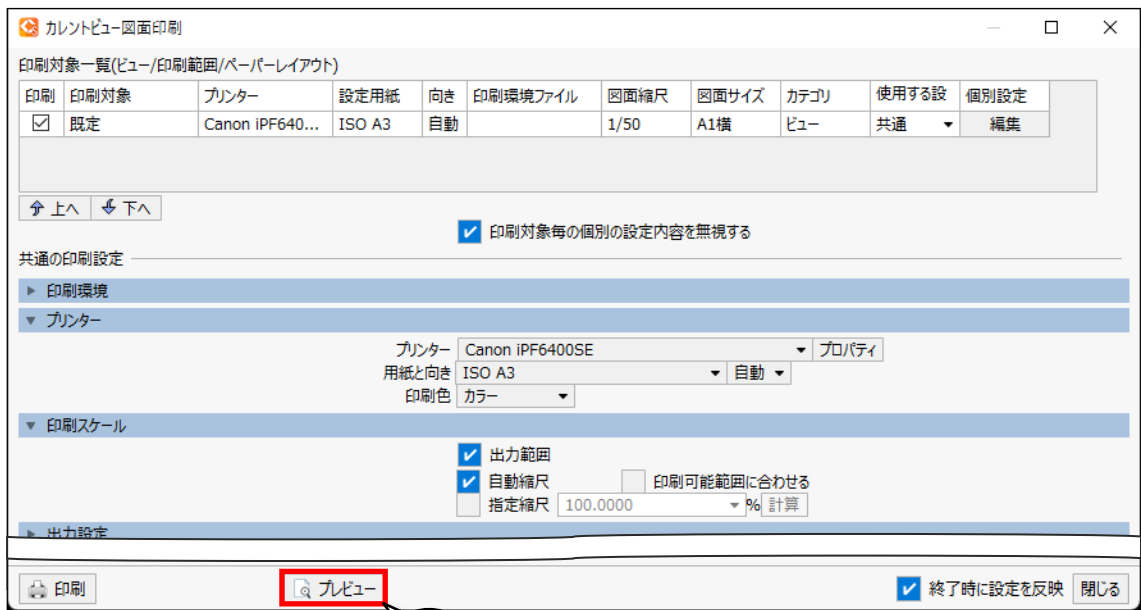 カレントビュー図面印刷
印刷対象一覧(ビュー/印刷範囲/ペーパーレイアウト)
印刷 印刷対象 プリンター 設定用紙 向き 印刷環境ファイル 図面縮尺 図面サイズ カテゴリ 使用する設 個別設定
既定 Canon iPF640... ISO A3 自動 1/50 A1横 ビュー 共通 編集
上へ 下へ
印刷対象毎の個別の設定内容を無視する
共通の印刷設定
印刷環境
プリンター
プリンター Canon iPF6400SE プロパティ
用紙と向き ISO A3 自動
印刷色 カラー
印刷スケール
出力範囲
自動縮尺 印刷可能範囲に合わせる
指定縮尺 100.0000 % 計算
出力設定
印刷 プレビュー 終了時に設定を反映 閉じる